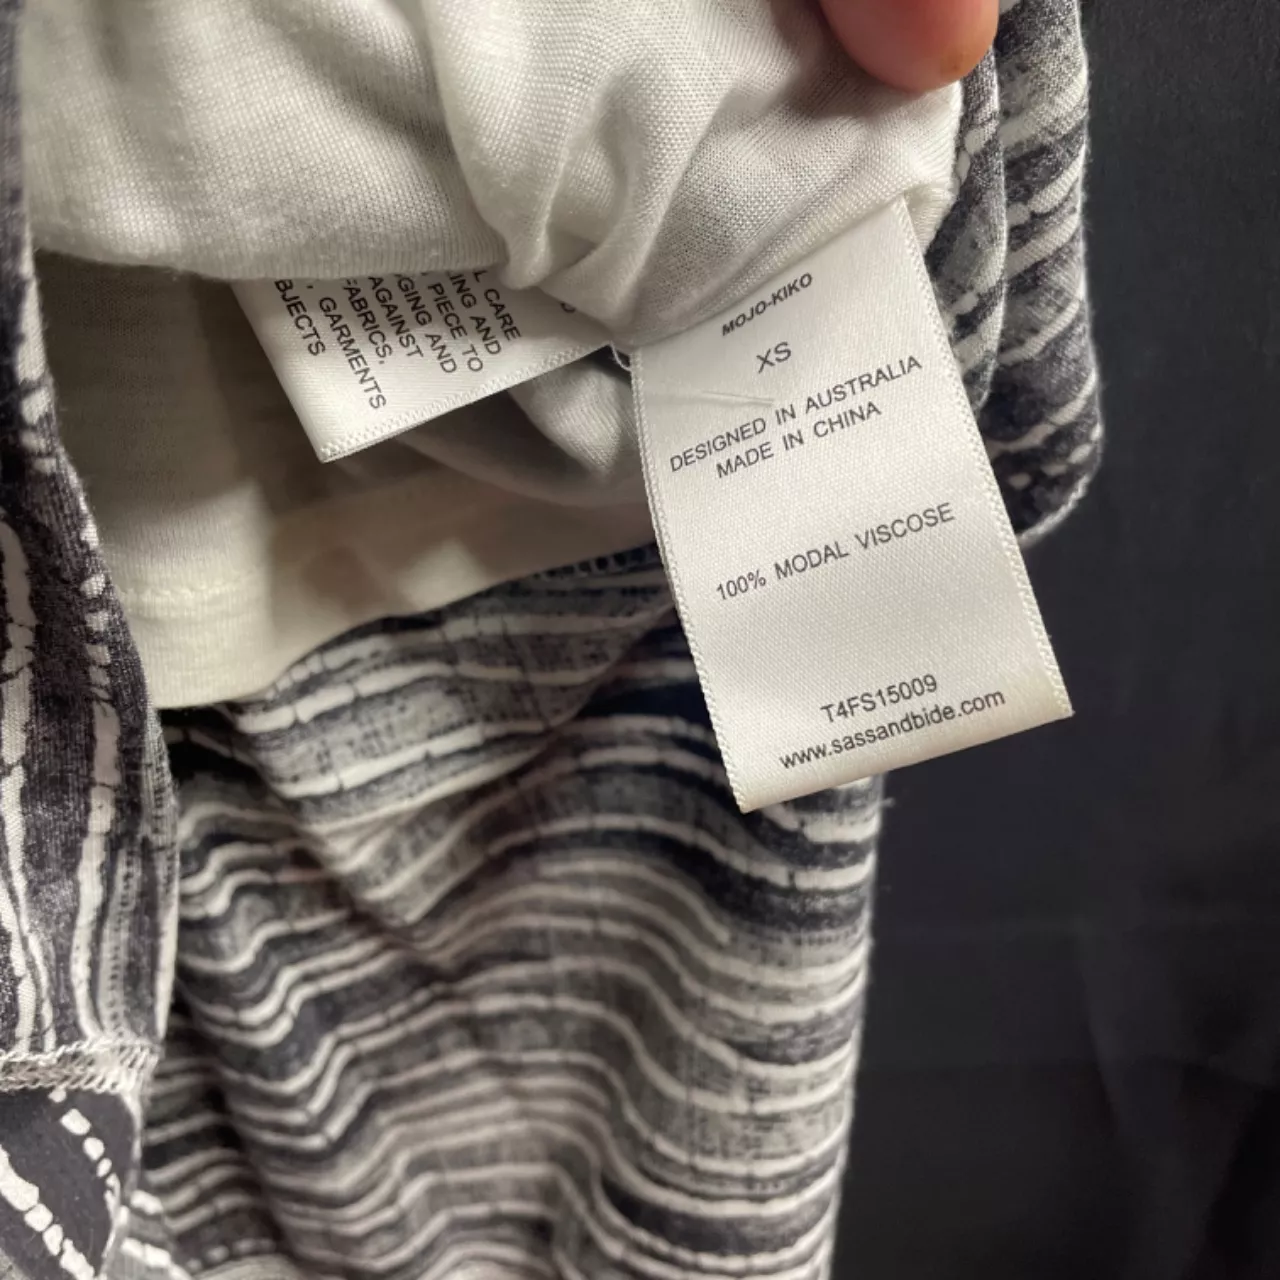 L CARE
ING AND
PIECE TO
GING AND
AGAINST
FABRICS,
, GARMENTS
BJECTS
MOJO-KIKO
XS
DESIGNED IN AUSTRALIA
MADE IN CHINA
100% MODAL VISCOSE
T4FS15009
www.sassandbide.com